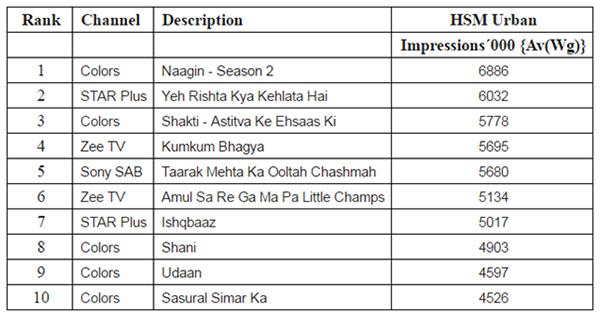 Rank Channel Description HSM Urban
Impressions´000 {Av(Wg)}
1 Colors Naagin - Season 2 6886
2 STAR Plus Yeh Rishta Kya Kehlata Hai 6032
3 Colors Shakti - Astitva Ke Ehsaas Ki 5778
4 Zee TV Kumkum Bhagya 5695
5 Sony SAB Taarak Mehta Ka Ooltah Chashmah 5680
6 Zee TV Amul Sa Re Ga Ma Pa Little Champs 5134
7 STAR Plus Ishqbaaz 5017
8 Colors Shani 4903
9 Colors Udaan 4597
10 Colors Sasural Simar Ka 4526